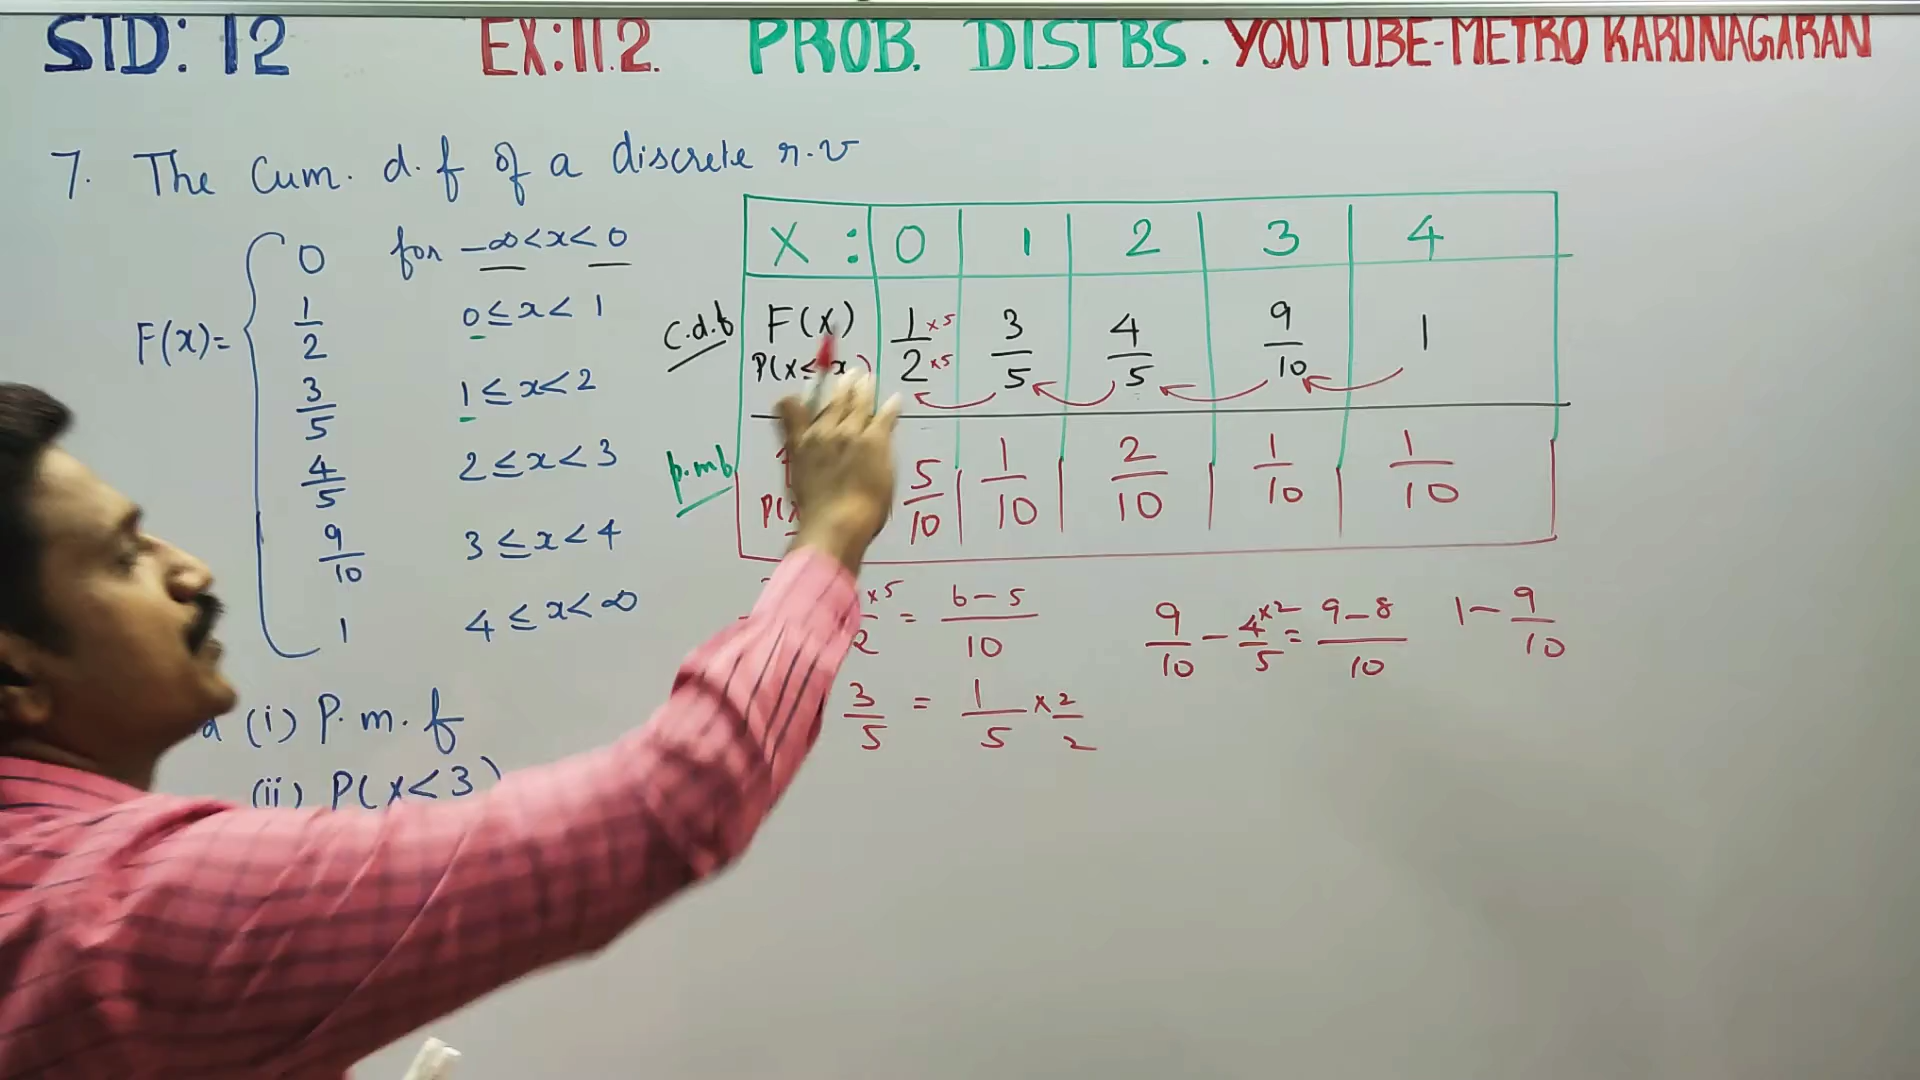 STD: 12 EX:11.2. PROB. DISTBS. YOUTUBE-METRO KARUNAGARAN
7. The Cum. d.f of a discrete r.v
F(x)=
0 for -∞<x<0
1/2 0≤x<1
3/5 1≤x<2
4/5 2≤x<3
9/10 3≤x<4
1 4≤x<∞
(i) P.m.f
(ii) P(x<3)
X : 0 1 2 3 4
c.d.f F(x) 1/2 ×5 ×5 3/5 4/5 9/10 1
P(x≤x)
p.m.f 5/10 1/10 2/10 1/10 1/10
×5 = 6-5/10
3/5 = 1/5 × 2/2
9/10 - 4/5 ×2 = 9-8/10
1 - 9/10